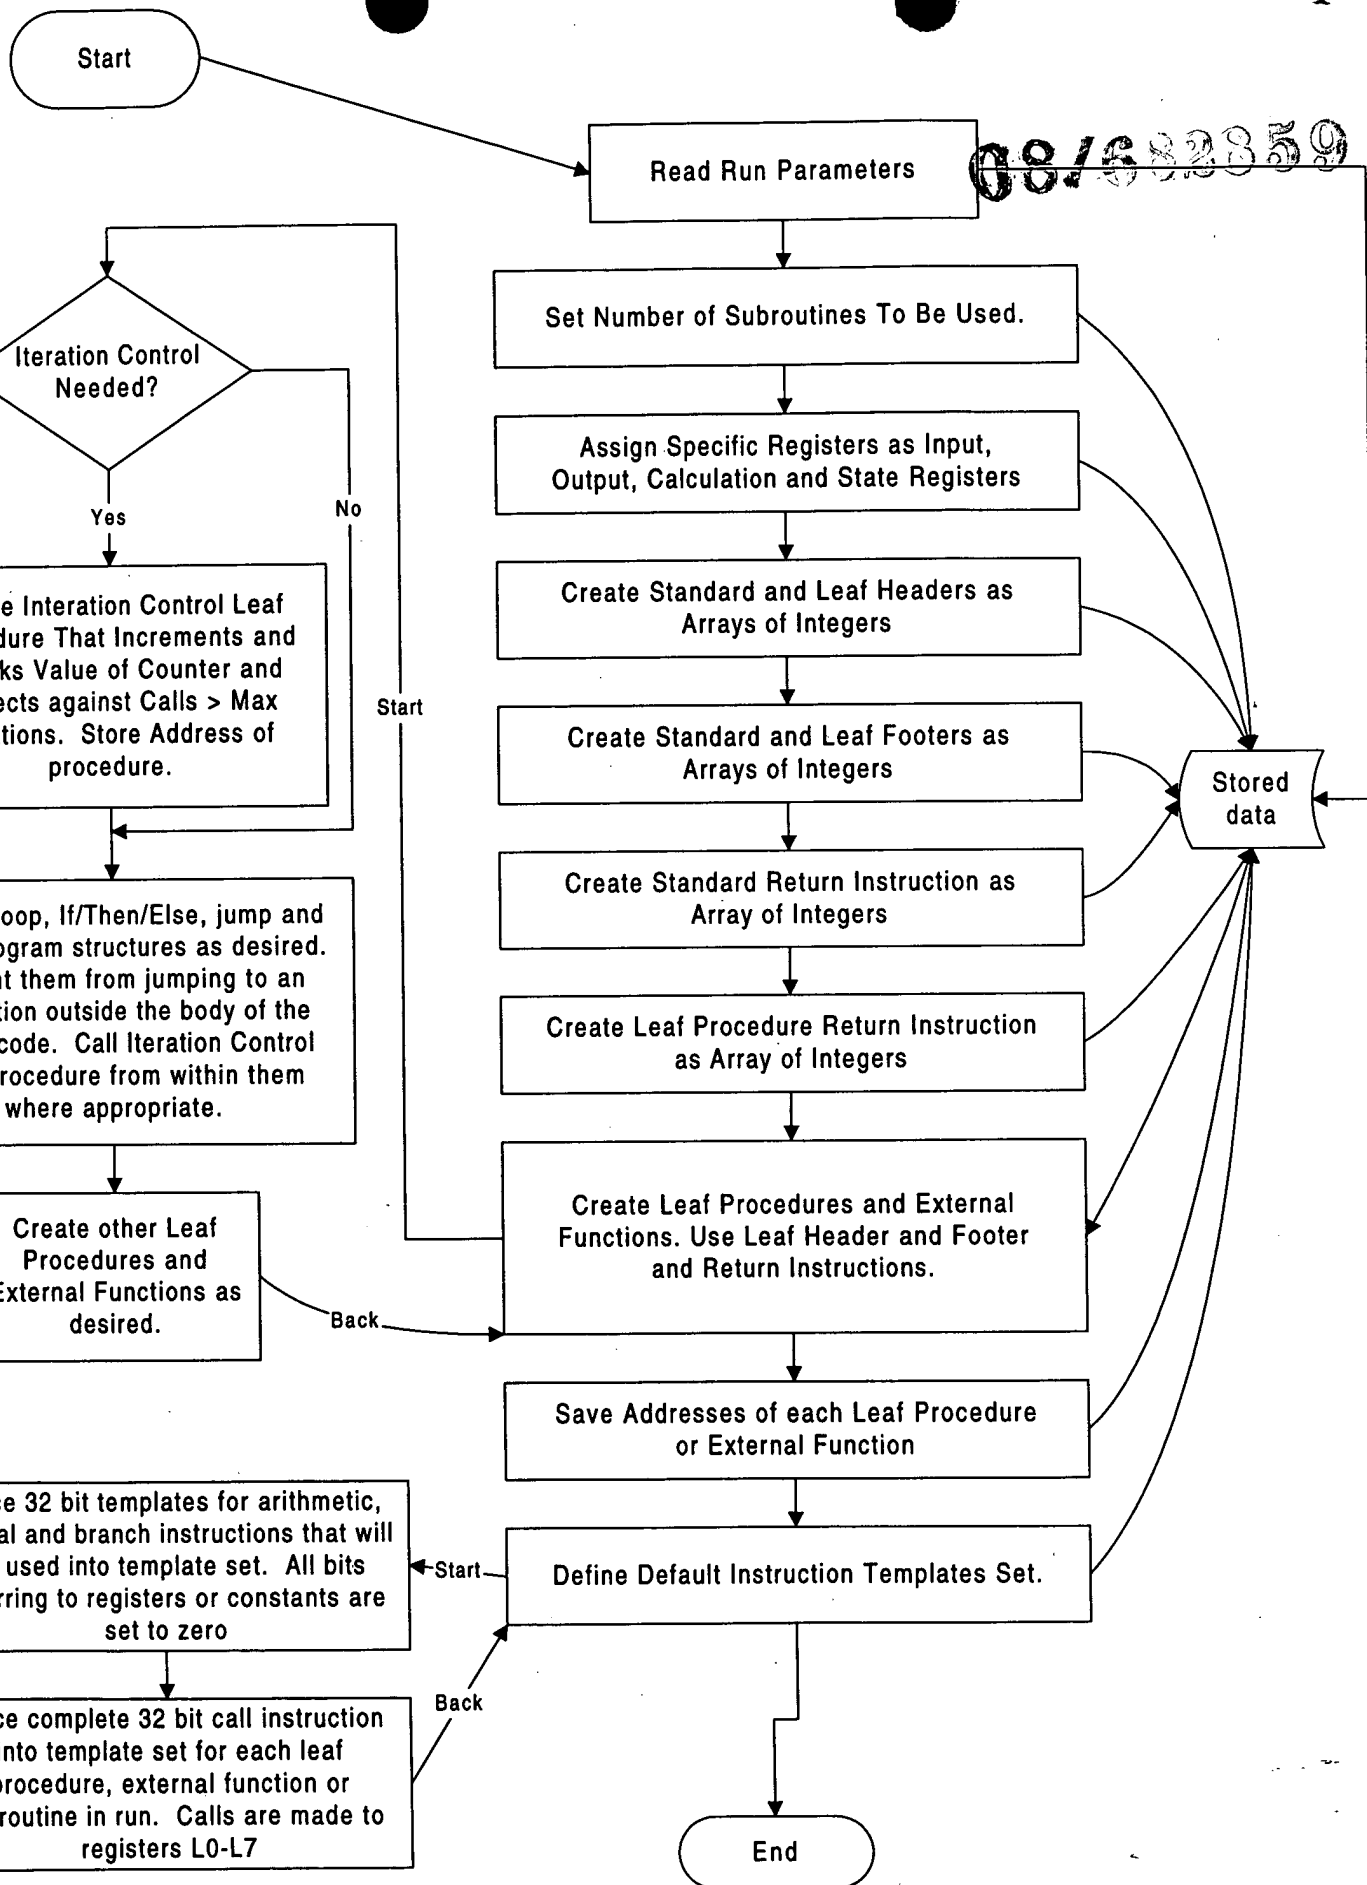 Start
08/682859
Read Run Parameters
Set Number of Subroutines To Be Used.
Iteration Control
Needed?
Assign Specific Registers as Input,
Output, Calculation and State Registers
Yes
No
Create Standard and Leaf Headers as
Arrays of Integers
e Interation Control Leaf
dure That Increments and
ks Value of Counter and
ects against Calls > Max
tions. Store Address of
procedure.
Start
Create Standard and Leaf Footers as
Arrays of Integers
Stored
data
Create Standard Return Instruction as
Array of Integers
oop, If/Then/Else, jump and
ogram structures as desired.
nt them from jumping to an
tion outside the body of the
code. Call Iteration Control
rocedure from within them
where appropriate.
Create Leaf Procedure Return Instruction
as Array of Integers
Create Leaf Procedures and External
Functions. Use Leaf Header and Footer
and Return Instructions.
Create other Leaf
Procedures and
External Functions as
desired.
Back
Save Addresses of each Leaf Procedure
or External Function
ce 32 bit templates for arithmetic,
al and branch instructions that will
used into template set. All bits
rring to registers or constants are
set to zero
Start
Define Default Instruction Templates Set.
Back
ce complete 32 bit call instruction
into template set for each leaf
procedure, external function or
routine in run. Calls are made to
registers L0-L7
End